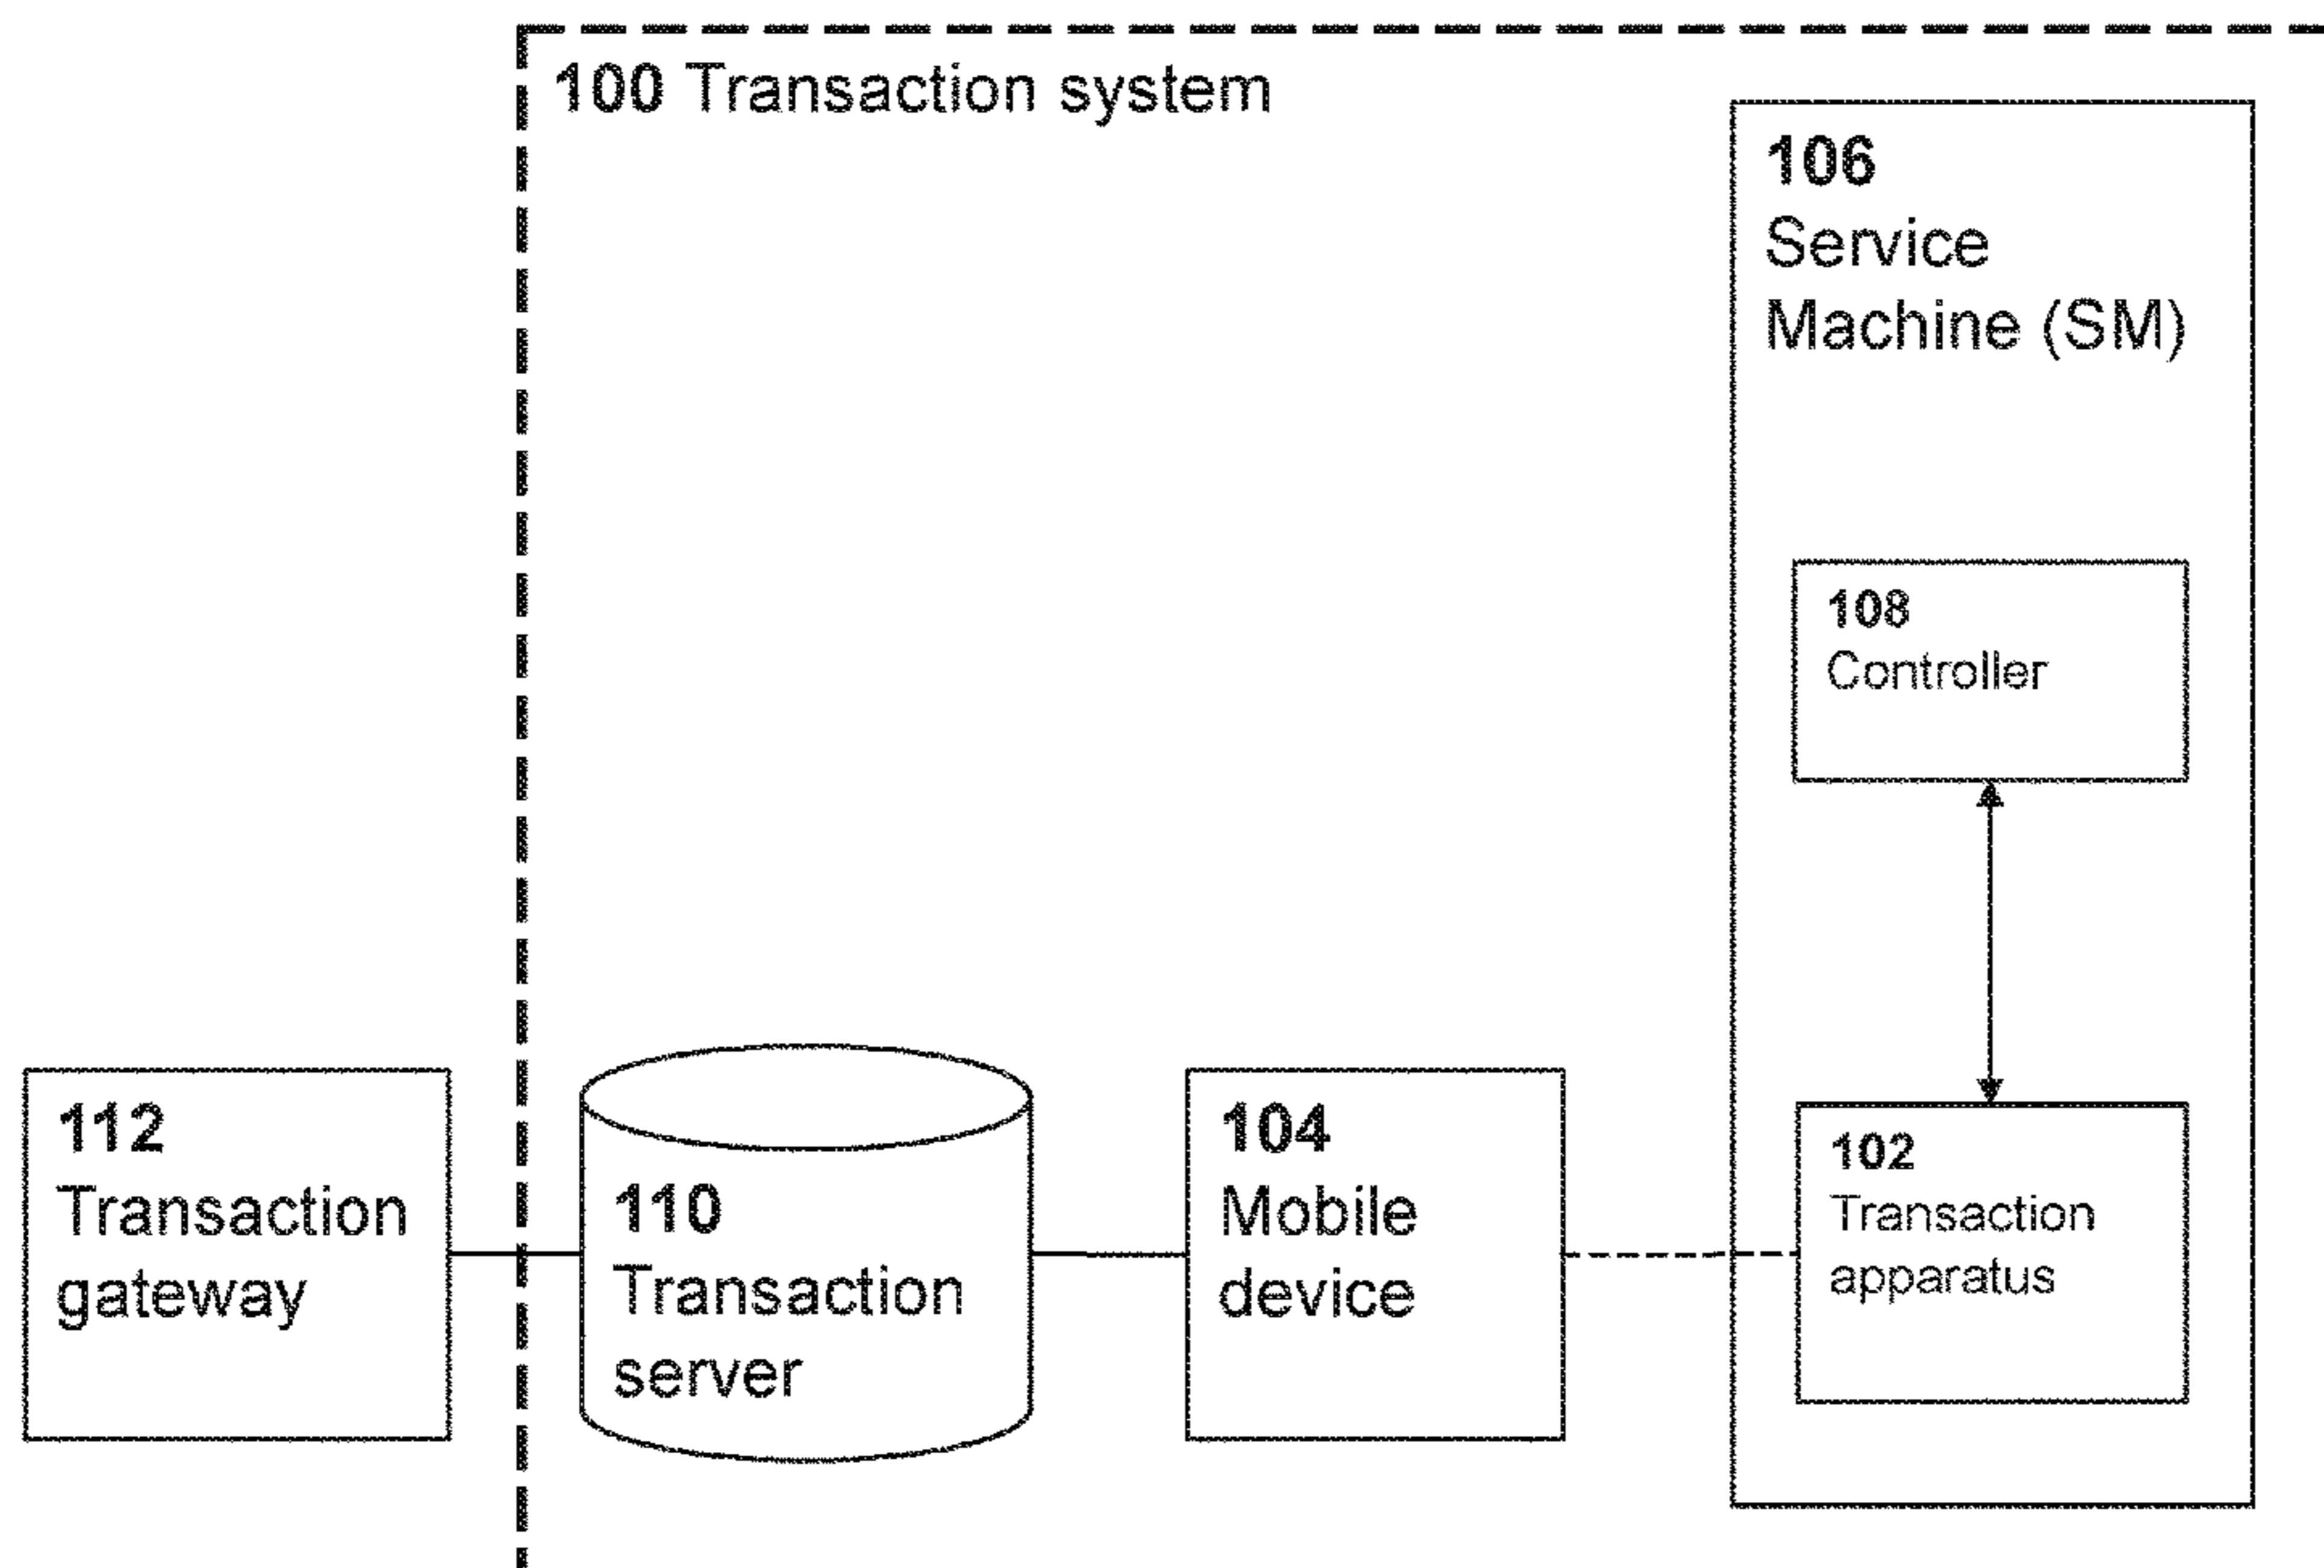 100 Transaction system
106
Service
Machine (SM)
108
Controller
112
Transaction
gateway
110
Transaction
server
104
Mobile
device
102
Transaction
apparatus